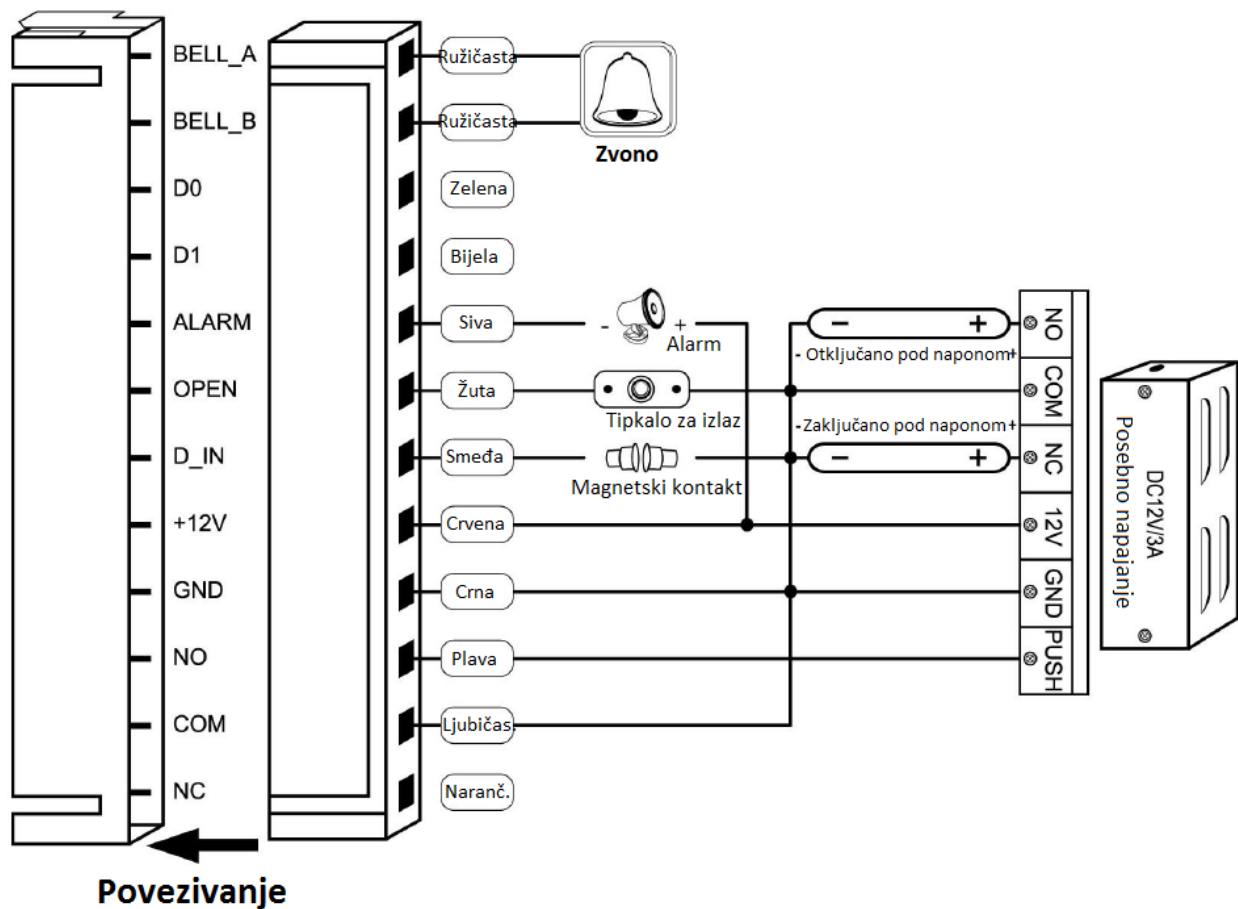 BELL_A
Ružičasta
BELL_B
Ružičasta
Zvono
D0
Zelena
D1
Bijela
ALARM
Siva
- +
Alarm
- +
NO
- Otključano pod naponom+
OPEN
Žuta
Tipkalo za izlaz
COM
-Zaključano pod naponom+
D_IN
Smeđa
Magnetski kontakt
- +
NC
+12V
Crvena
12V
GND
Crna
GND
NO
Plava
PUSH
COM
Ljubičas.
NC
Naranč.
DC12V/3A
Posebno napajanje
Povezivanje